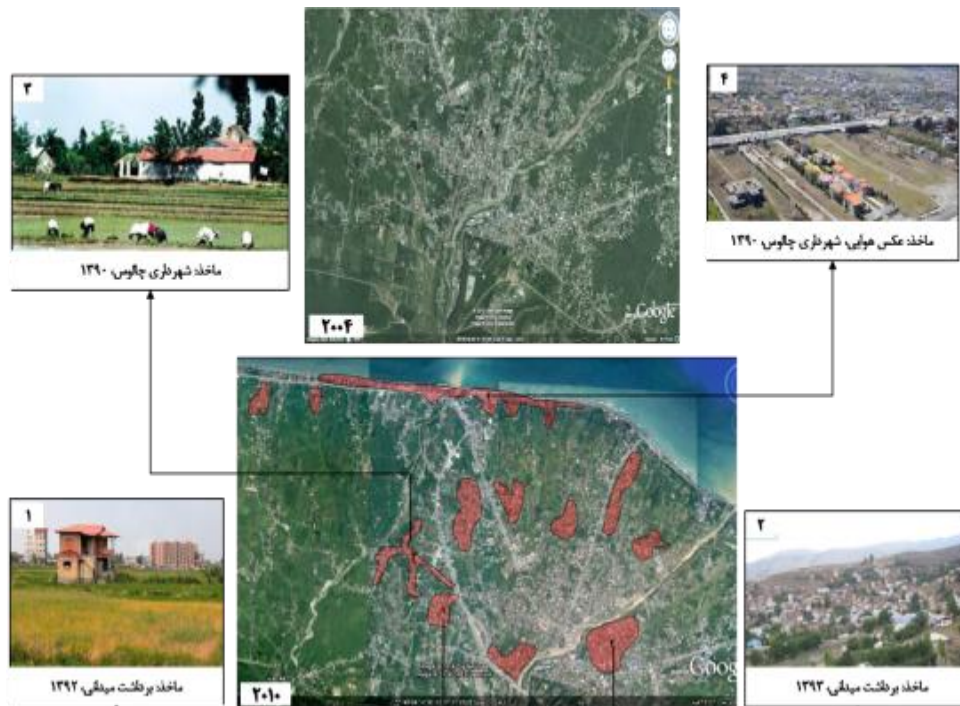 ۳
ماخذ: شهرداری چالوس، ۱۳۹۰
۲۰۰۴
Google
۴
ماخذ: عکس هوایی، شهرداری چالوس، ۱۳۹۰
۱
ماخذ: برداشت میدانی، ۱۳۹۲
۲۰۱۰
Google
۲
ماخذ: برداشت میدانی، ۱۳۹۳